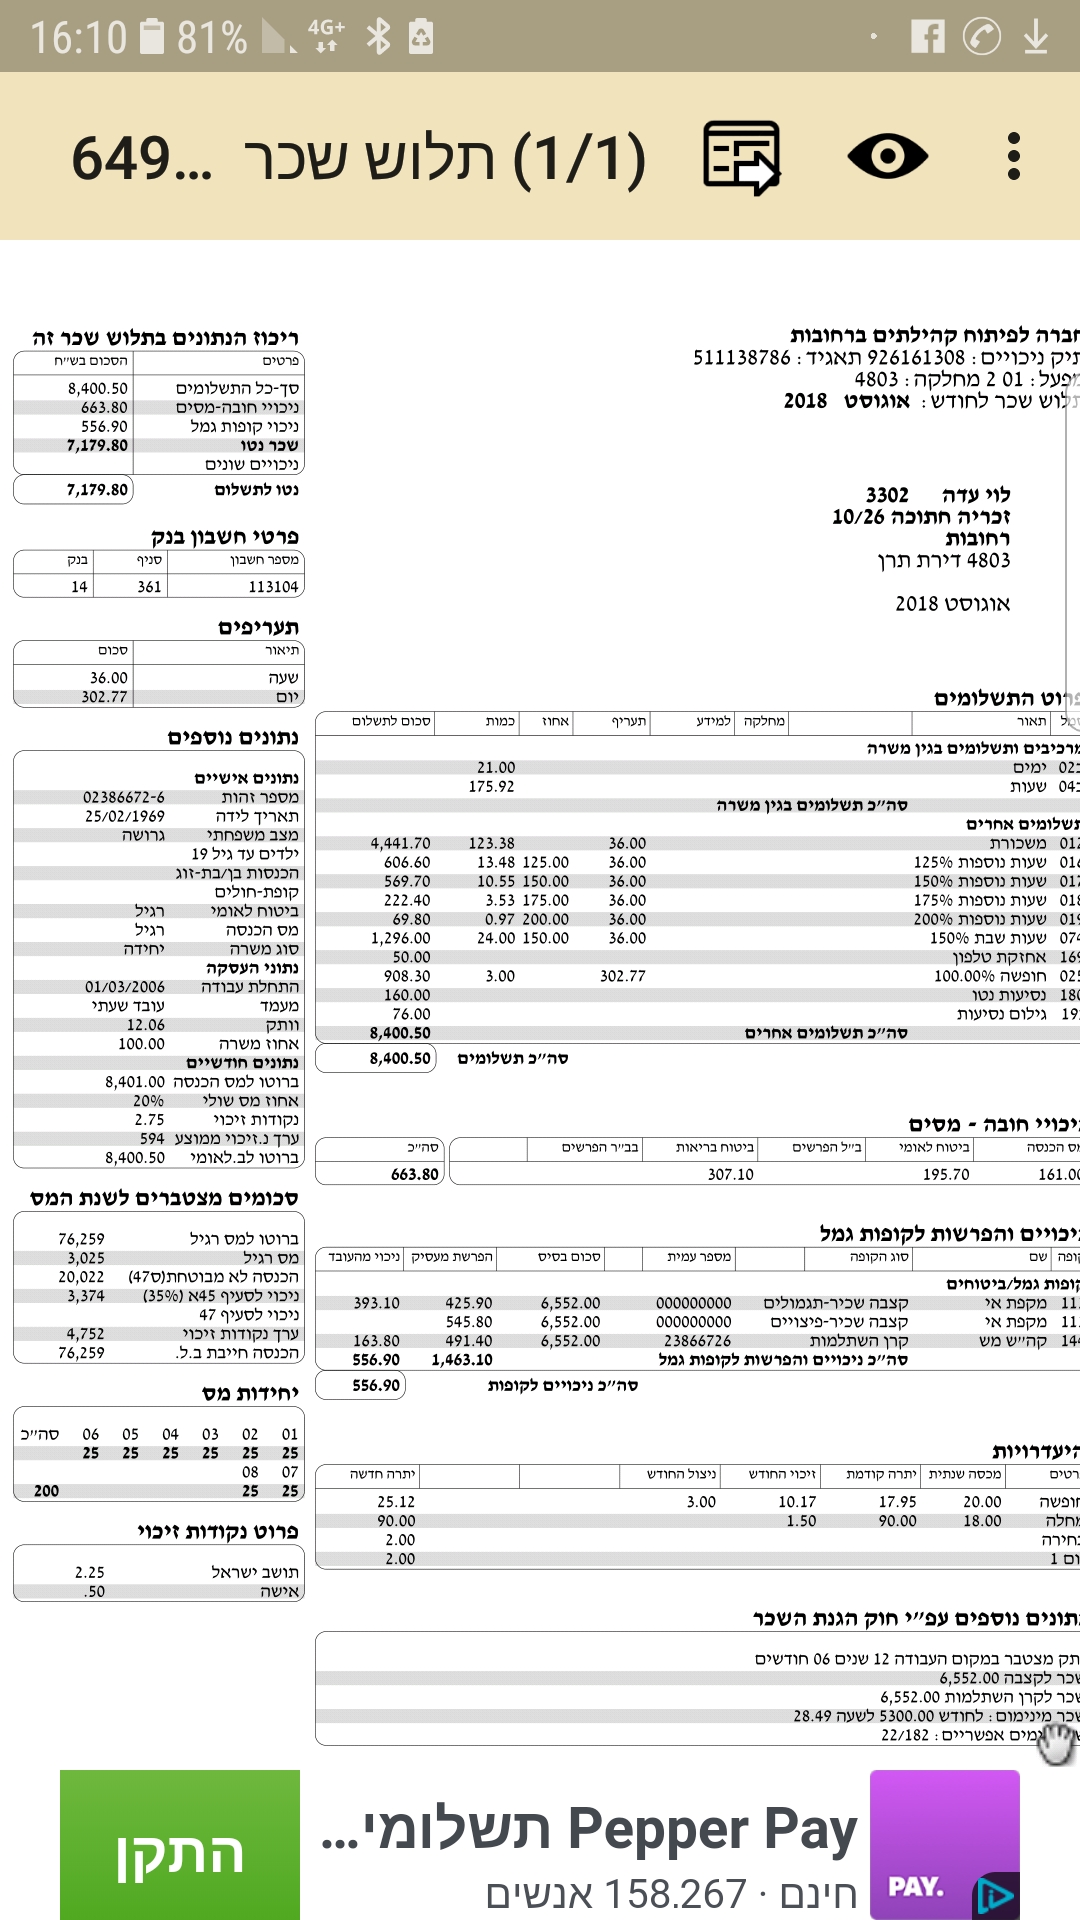 16:10 81% 4G+
(1/1) תלוש שכר 649...
חברה לפיתוח קהילתים ברחובות
תיק ניכויים: 926161308 תאגיד: 511138786
מפעל: 01 2 מחלקה: 4803
תלוש שכר לחודש: אוגוסט 2018
לוי עדה 3302
זכריה חתוכה 10/26
רחובות
4803 דירת תרן
אוגוסט 2018
פרוט התשלומים
תאור מחלקה למידע תעריף אחוז כמות סכום לתשלום
מרכיבים ותשלומים בגין משרה
ימים 21.00
שעות 175.92
סה״כ תשלומים בגין משרה
תשלומים אחרים
משכורת 36.00 123.38 4,441.70
שעות נוספות 125% 36.00 125.00 13.48 606.60
שעות נוספות 150% 36.00 150.00 10.55 569.70
שעות נוספות 175% 36.00 175.00 3.53 222.40
שעות נוספות 200% 36.00 200.00 0.97 69.80
שעות שבת 150% 36.00 150.00 24.00 1,296.00
אחזקת טלפון 50.00
חופשה 100.00% 302.77 3.00 908.30
נסיעות נטו 160.00
גילום נסיעות 76.00
סה״כ תשלומים אחרים 8,400.50
סה״כ תשלומים 8,400.50
ניכויי חובה - מסים
מס הכנסה ביטוח לאומי ב״ל הפרשים ביטוח בריאות בב״ר הפרשים סה״כ
161.00 195.70 307.10 663.80
ניכויים והפרשות לקופות גמל
קופה שם סוג הקופה מספר עמית סכום בסיס הפרשת מעסיק ניכוי מהעובד
קופות גמל/ביטוחים
מקפת אי קצבה שכיר-תגמולים 000000000 6,552.00 425.90 393.10
מקפת אי קצבה שכיר-פיצויים 000000000 6,552.00 545.80
קה״ש מש קרן השתלמות 23866726 6,552.00 491.40 163.80
סה״כ ניכויים והפרשות לקופות גמל 1,463.10 556.90
סה״כ ניכויים לקופות 556.90
היעדרויות
פרטים מכסה שנתית יתרה קודמת זיכוי החודש ניצול החודש יתרה חדשה
חופשה 20.00 17.95 10.17 3.00 25.12
מחלה 18.00 90.00 1.50 90.00
בחירה 2.00
יום 1 2.00
נתונים נוספים עפ״י חוק הגנת השכר
ותק מצטבר במקום העבודה 12 שנים 06 חודשים
שכר לקצבה 6,552.00
שכר לקרן השתלמות 6,552.00
שכר מינימום: לחודש 5300.00 לשעה 28.49
ימים אפשריים: 22/182
ריכוז הנתונים בתלוש שכר זה
פרטים הסכום בש״ח
סך-כל התשלומים 8,400.50
ניכויי חובה-מסים 663.80
ניכוי קופות גמל 556.90
שכר נטו 7,179.80
ניכויים שונים
נטו לתשלום 7,179.80
פרטי חשבון בנק
מספר חשבון סניף בנק
113104 361 14
תעריפים
תיאור סכום
שעה 36.00
יום 302.77
נתונים נוספים
נתונים אישיים
מספר זהות 02386672-6
תאריך לידה 25/02/1969
מצב משפחתי גרושה
ילדים עד גיל 19
הכנסות בן/בת-זוג
קופת-חולים
ביטוח לאומי רגיל
מס הכנסה רגיל
סוג משרה יחידה
נתוני העסקה
התחלת עבודה 01/03/2006
מעמד עובד שעתי
וותק 12.06
אחוז משרה 100.00
נתונים חודשיים
ברוטו למס הכנסה 8,401.00
אחוז מס שולי 20%
נקודות זיכוי 2.75
ערך נ.זיכוי ממוצע 594
ברוטו לב.לאומי 8,400.50
סכומים מצטברים לשנת המס
ברוטו למס רגיל 76,259
מס רגיל 3,025
הכנסה לא מבוטחת(ס47) 20,022
ניכוי לסעיף 45א (35%) 3,374
ניכוי לסעיף 47
ערך נקודות זיכוי 4,752
הכנסה חייבת ב.ל. 76,259
יחידות מס
01 02 03 04 05 06 סה״כ
25 25 25 25 25 25
07 08
25 25 200
פרוט נקודות זיכוי
תושב ישראל 2.25
אישה .50
Pepper Pay תשלומי...
חינם · 158,267 אנשים
התקן
PAY.